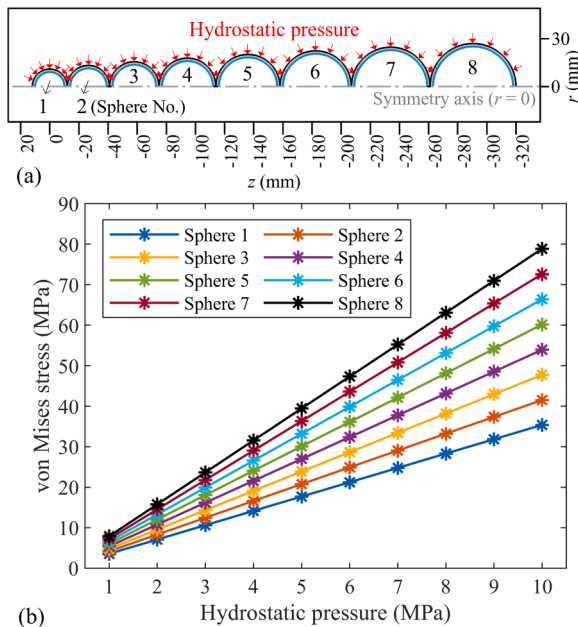 Hydrostatic pressure
30
3 4 5 6 7 8
1 2 (Sphere No.)
Symmetry axis (r = 0)
0
r (mm)
20 0 -20 -40 -60 -80 -100 -120 -140 -160 -180 -200 -220 -240 -260 -280 -300 -320
(a)
z (mm)
90
80
70
60
50
40
30
20
10
0
von Mises stress (MPa)
Sphere 1 Sphere 2
Sphere 3 Sphere 4
Sphere 5 Sphere 6
Sphere 7 Sphere 8
1 2 3 4 5 6 7 8 9 10
(b)
Hydrostatic pressure (MPa)